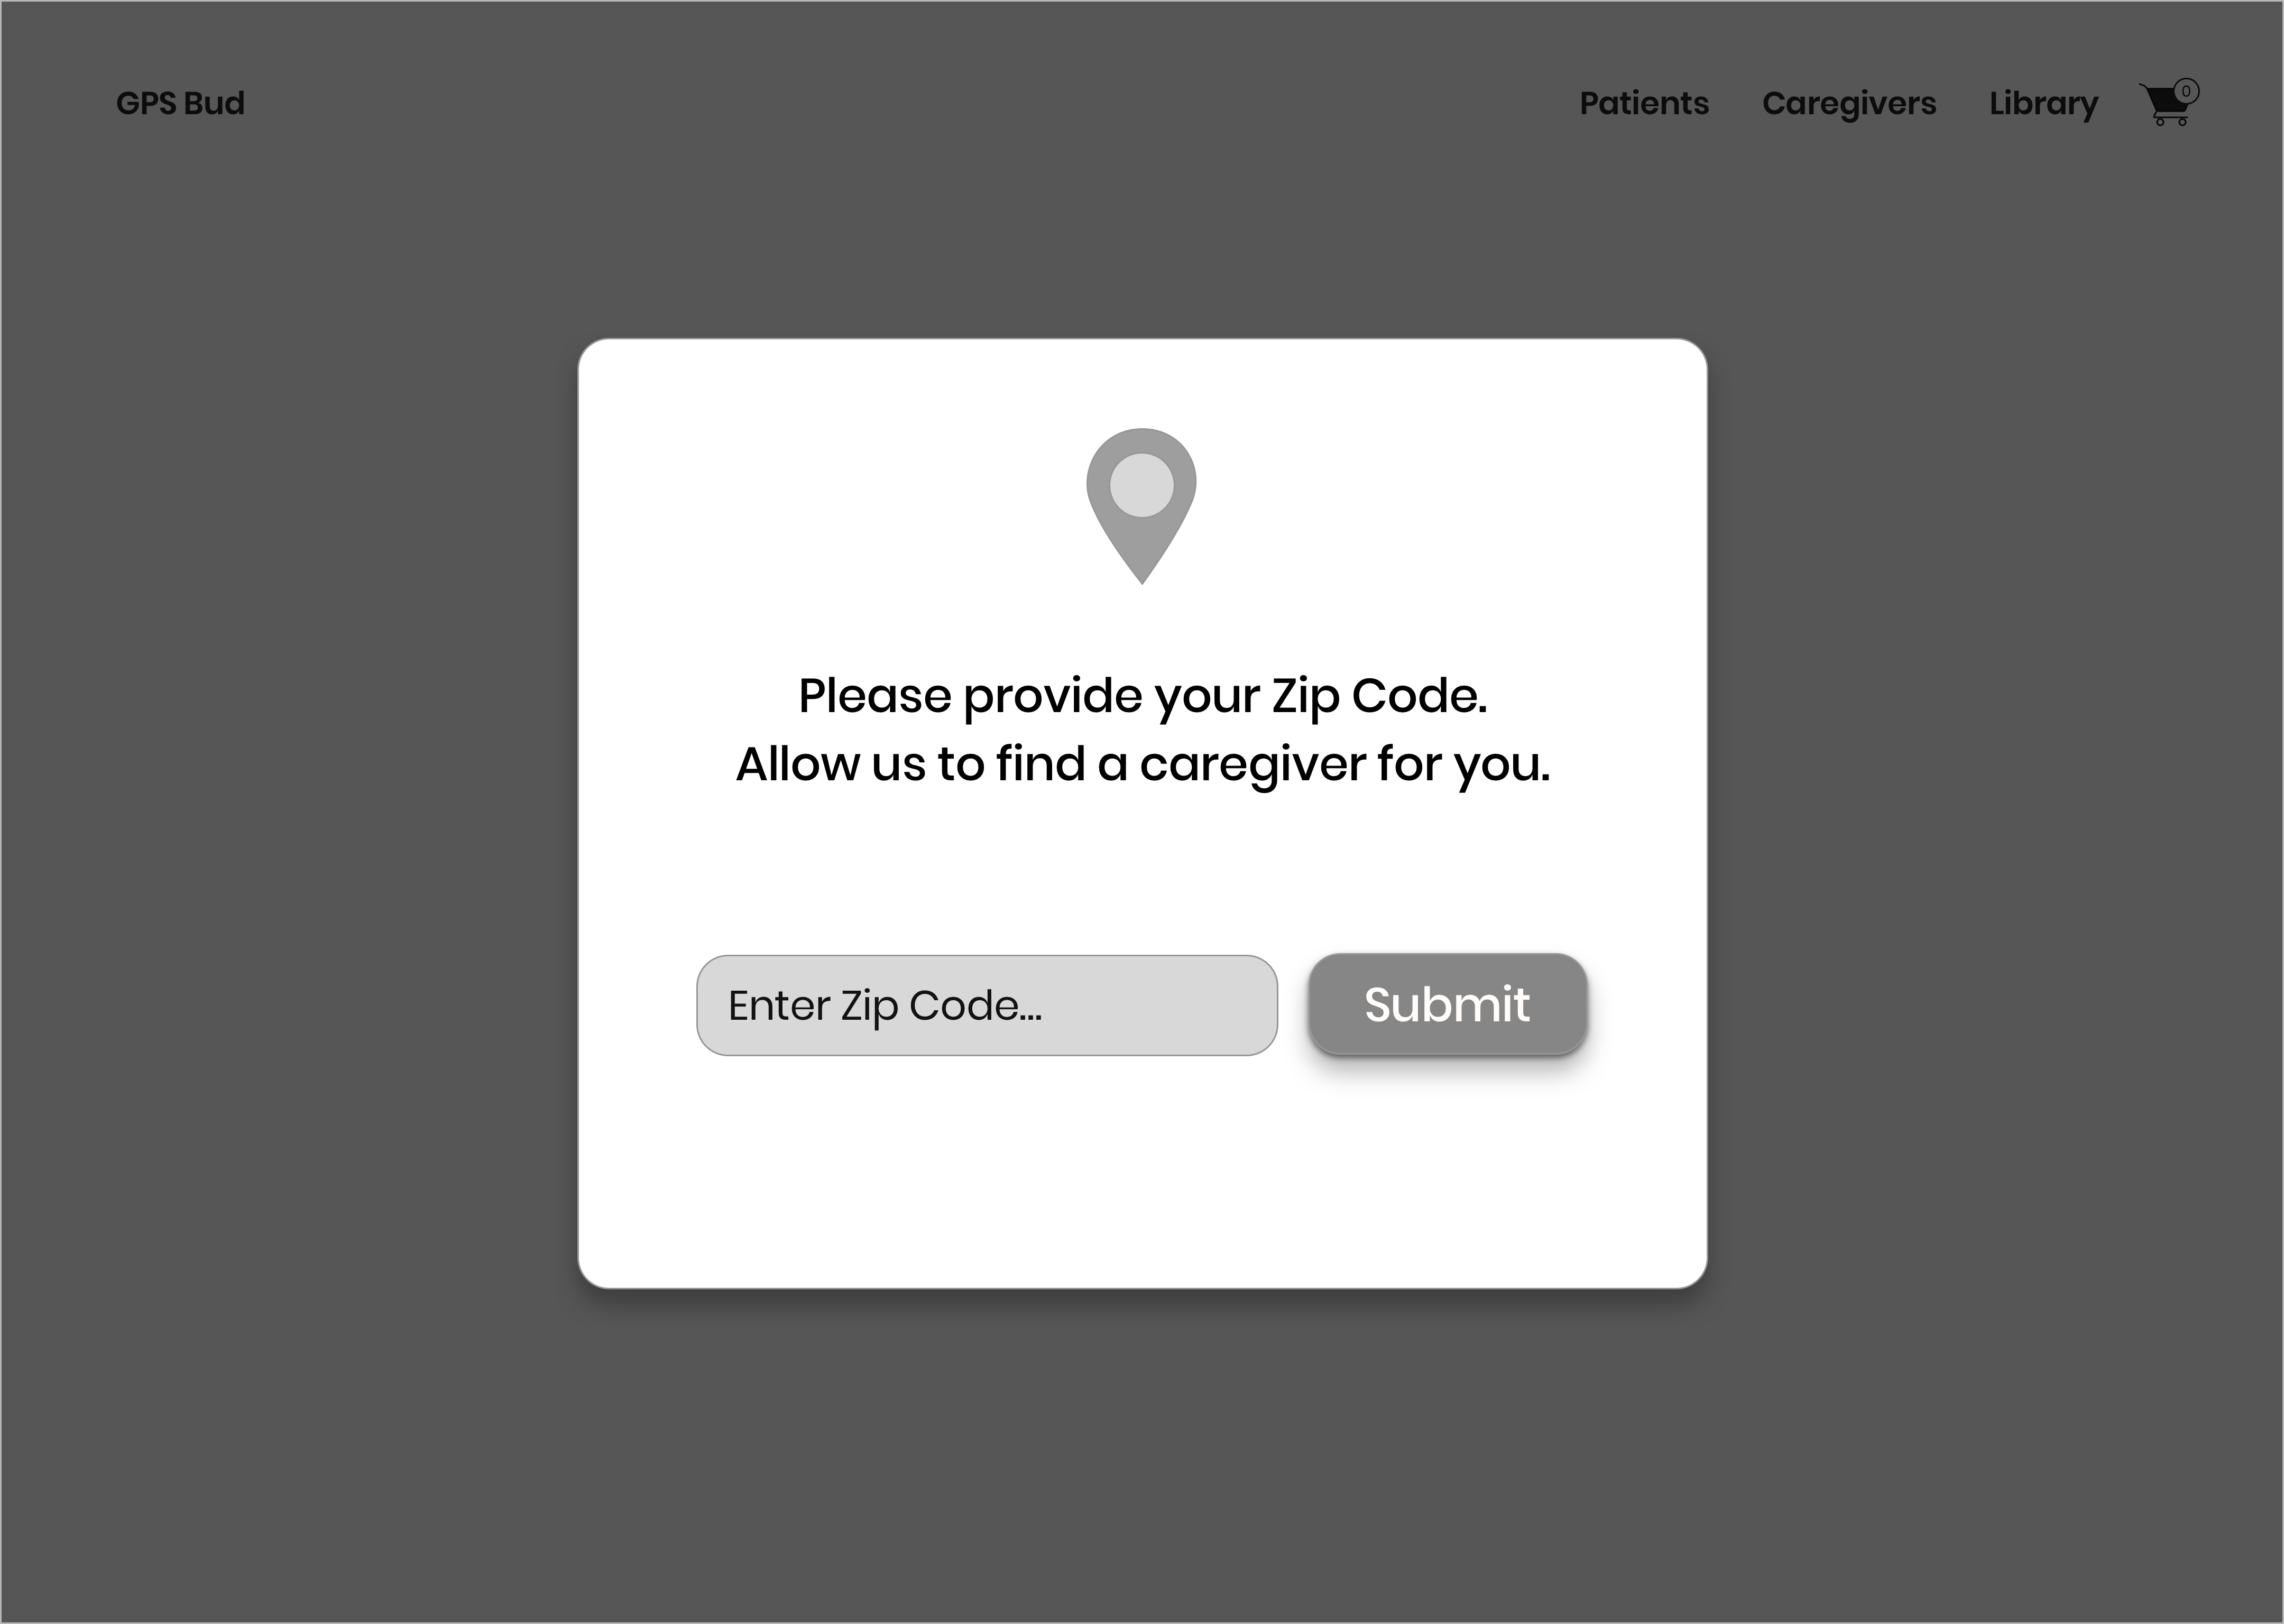 GPS Bud
Patients Caregivers Library 0
Please provide your Zip Code.
Allow us to find a caregiver for you.
Enter Zip Code...
Submit